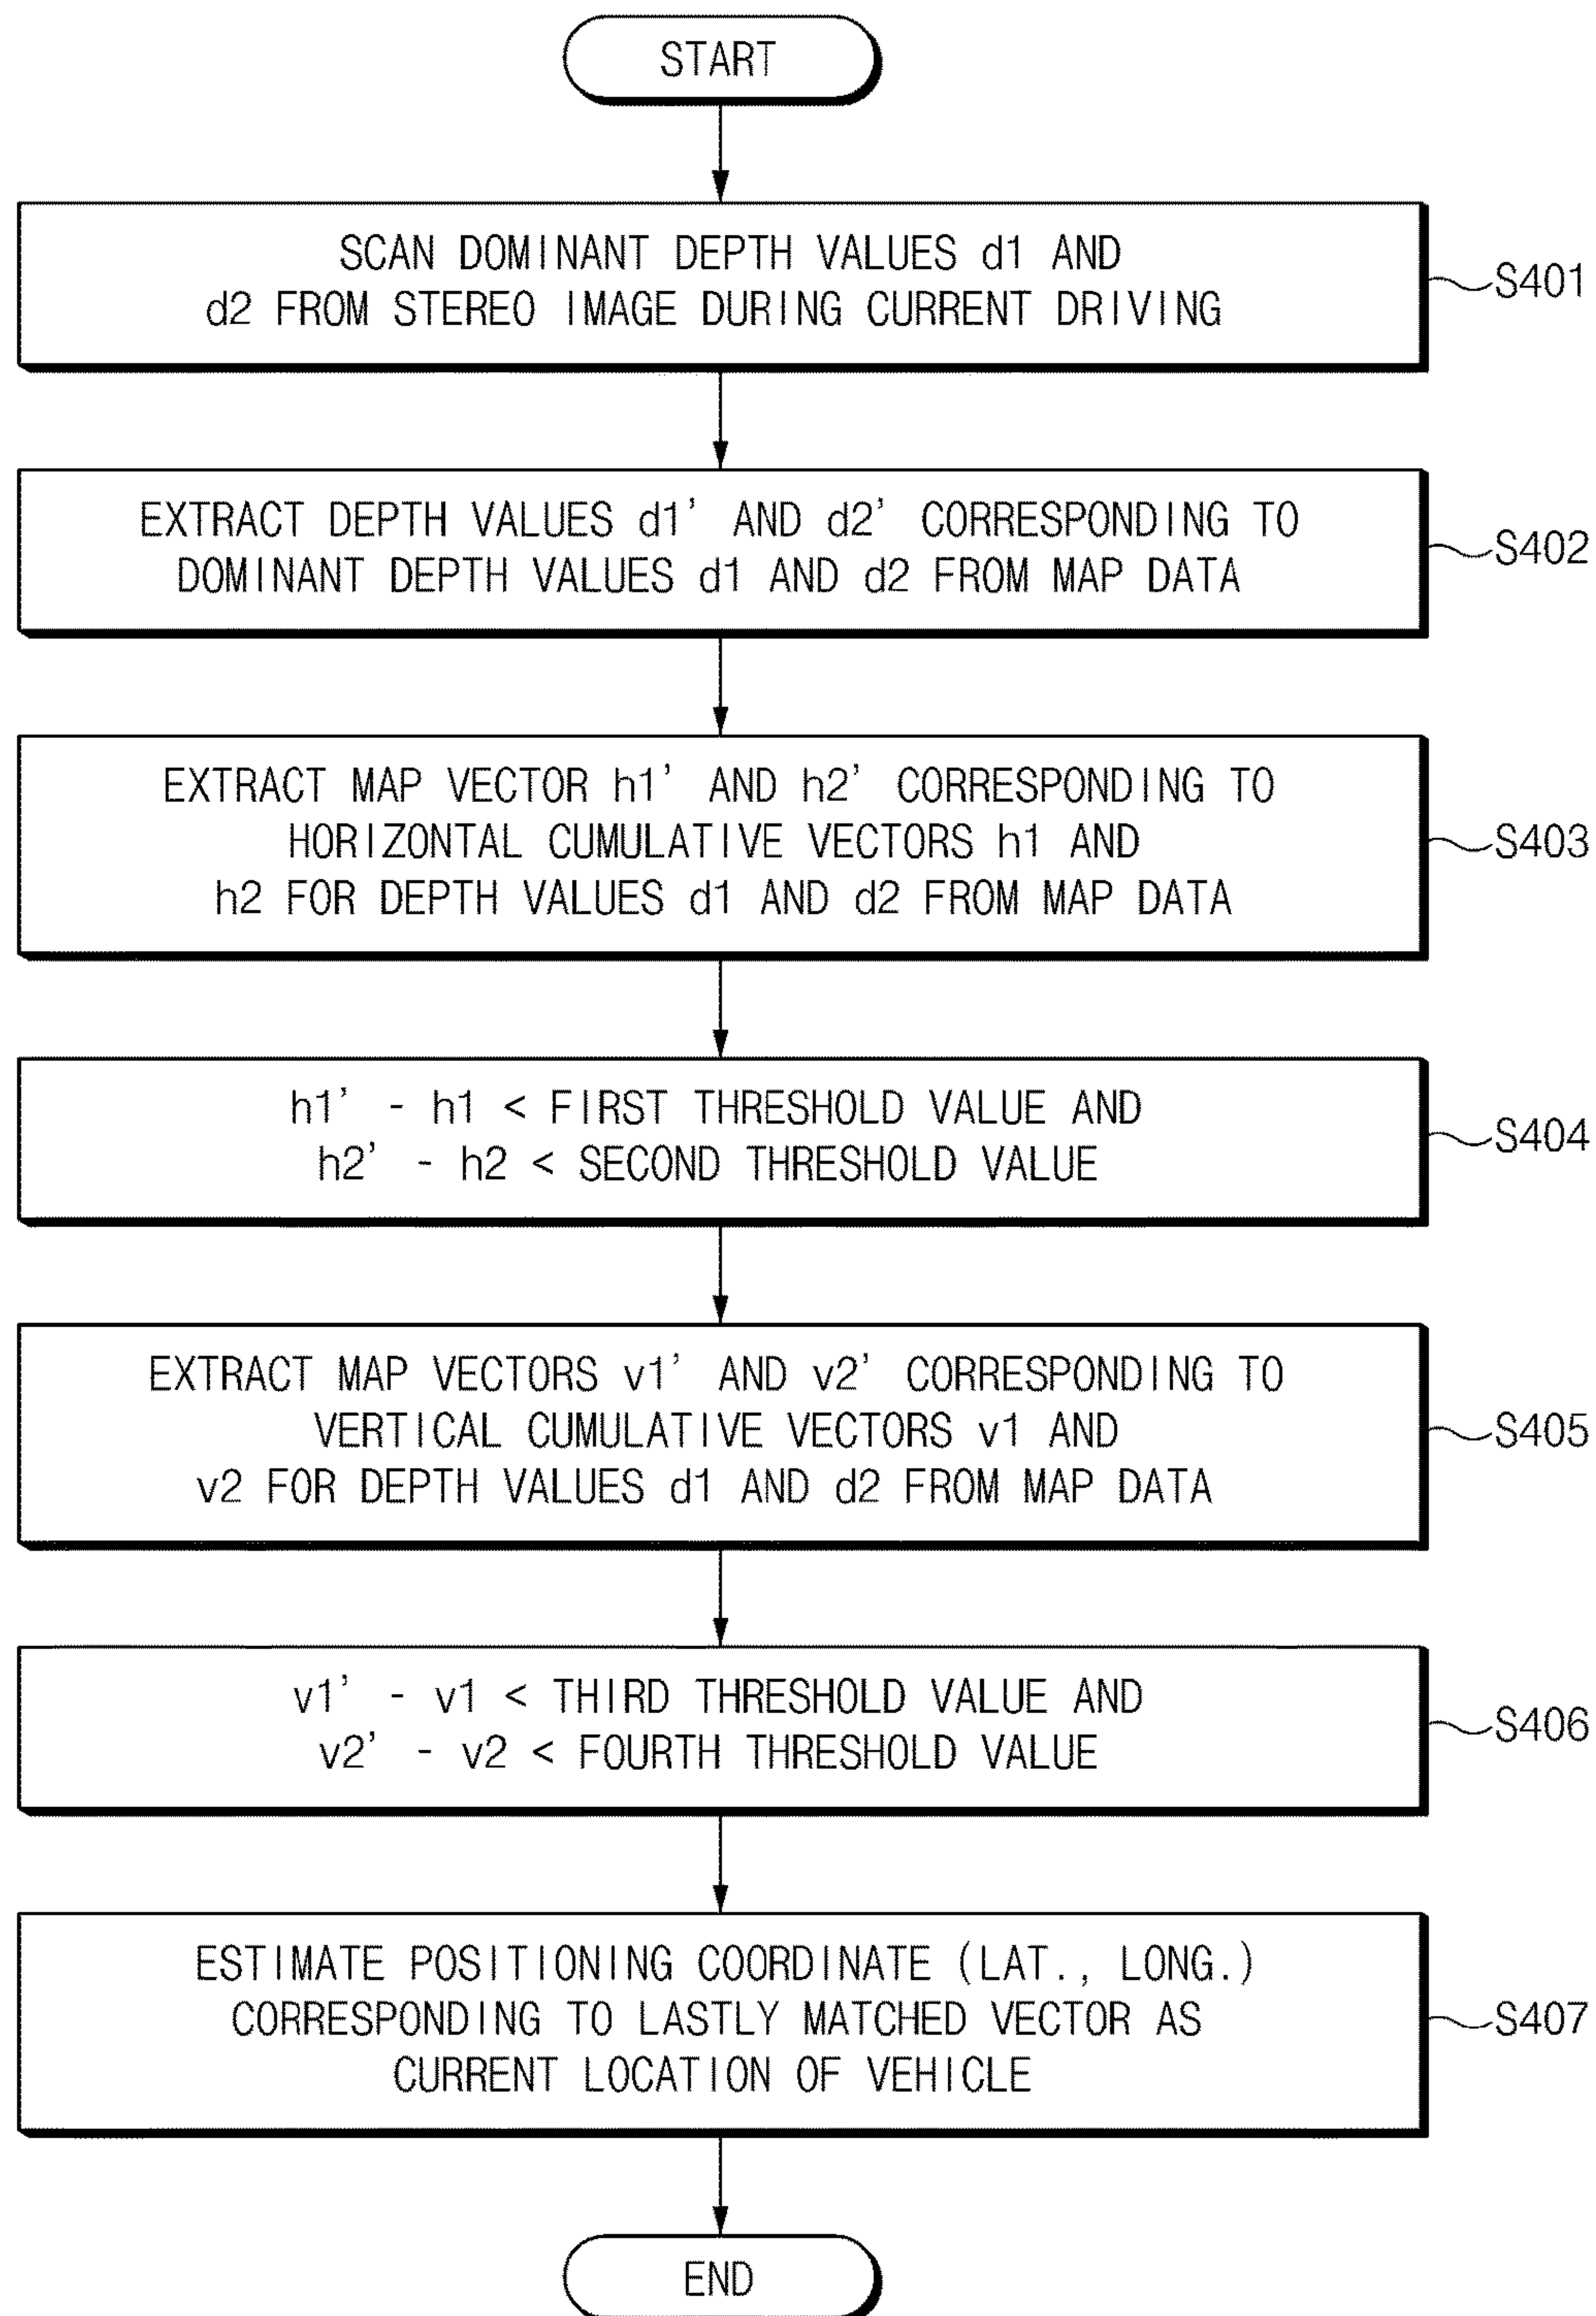 START
SCAN DOMINANT DEPTH VALUES d1 AND
d2 FROM STEREO IMAGE DURING CURRENT DRIVING
S401
EXTRACT DEPTH VALUES d1' AND d2' CORRESPONDING TO
DOMINANT DEPTH VALUES d1 AND d2 FROM MAP DATA
S402
EXTRACT MAP VECTOR h1' AND h2' CORRESPONDING TO
HORIZONTAL CUMULATIVE VECTORS h1 AND
h2 FOR DEPTH VALUES d1 AND d2 FROM MAP DATA
S403
h1' - h1 < FIRST THRESHOLD VALUE AND
h2' - h2 < SECOND THRESHOLD VALUE
S404
EXTRACT MAP VECTORS v1' AND v2' CORRESPONDING TO
VERTICAL CUMULATIVE VECTORS v1 AND
v2 FOR DEPTH VALUES d1 AND d2 FROM MAP DATA
S405
v1' - v1 < THIRD THRESHOLD VALUE AND
v2' - v2 < FOURTH THRESHOLD VALUE
S406
ESTIMATE POSITIONING COORDINATE (LAT., LONG.)
CORRESPONDING TO LASTLY MATCHED VECTOR AS
CURRENT LOCATION OF VEHICLE
S407
END